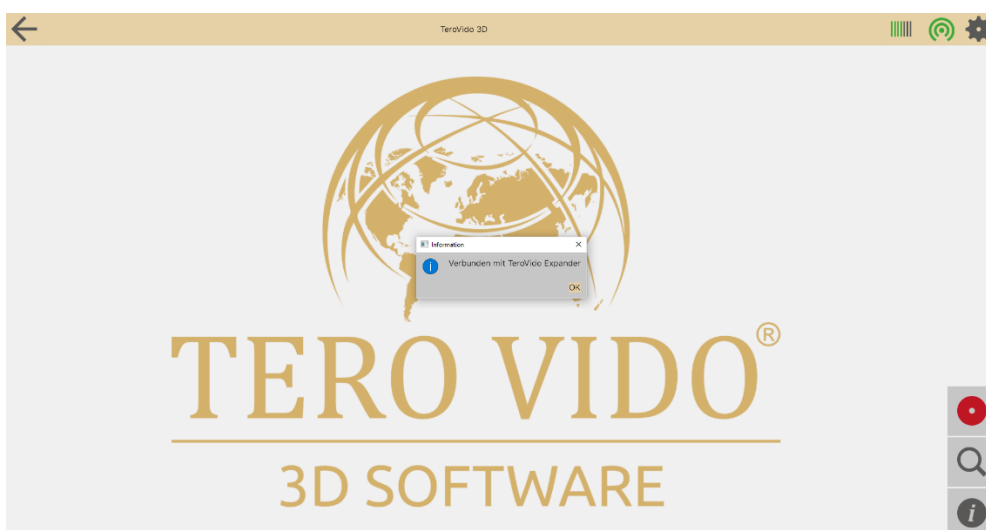 TeroVido 3D
Information
Verbunden mit TeroVido Expander
OK
TERO VIDO®
3D SOFTWARE